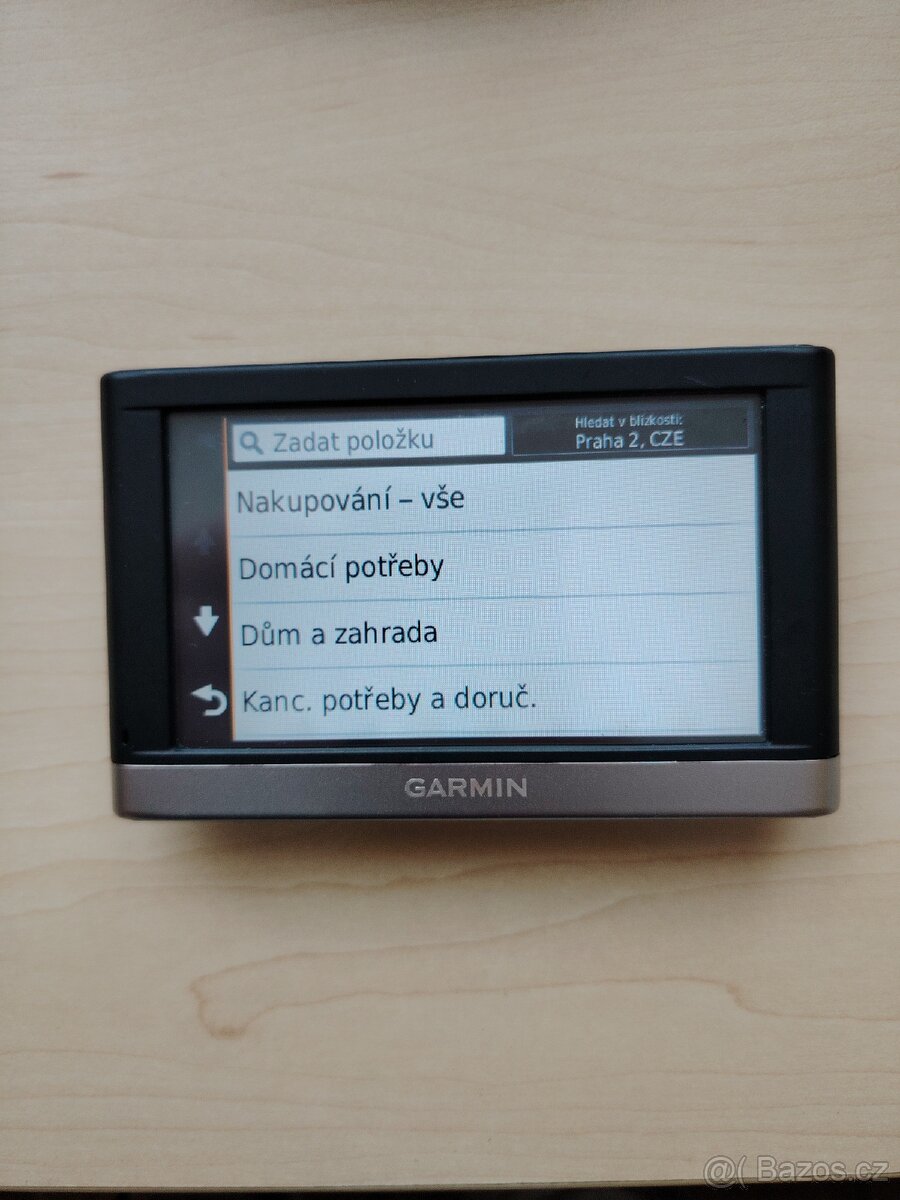 Zadat položku
Hledat v blízkosti:
Praha 2, CZE
Nakupování – vše
Domácí potřeby
Dům a zahrada
Kanc. potřeby a doruč.
GARMIN
@( Bazos.cz